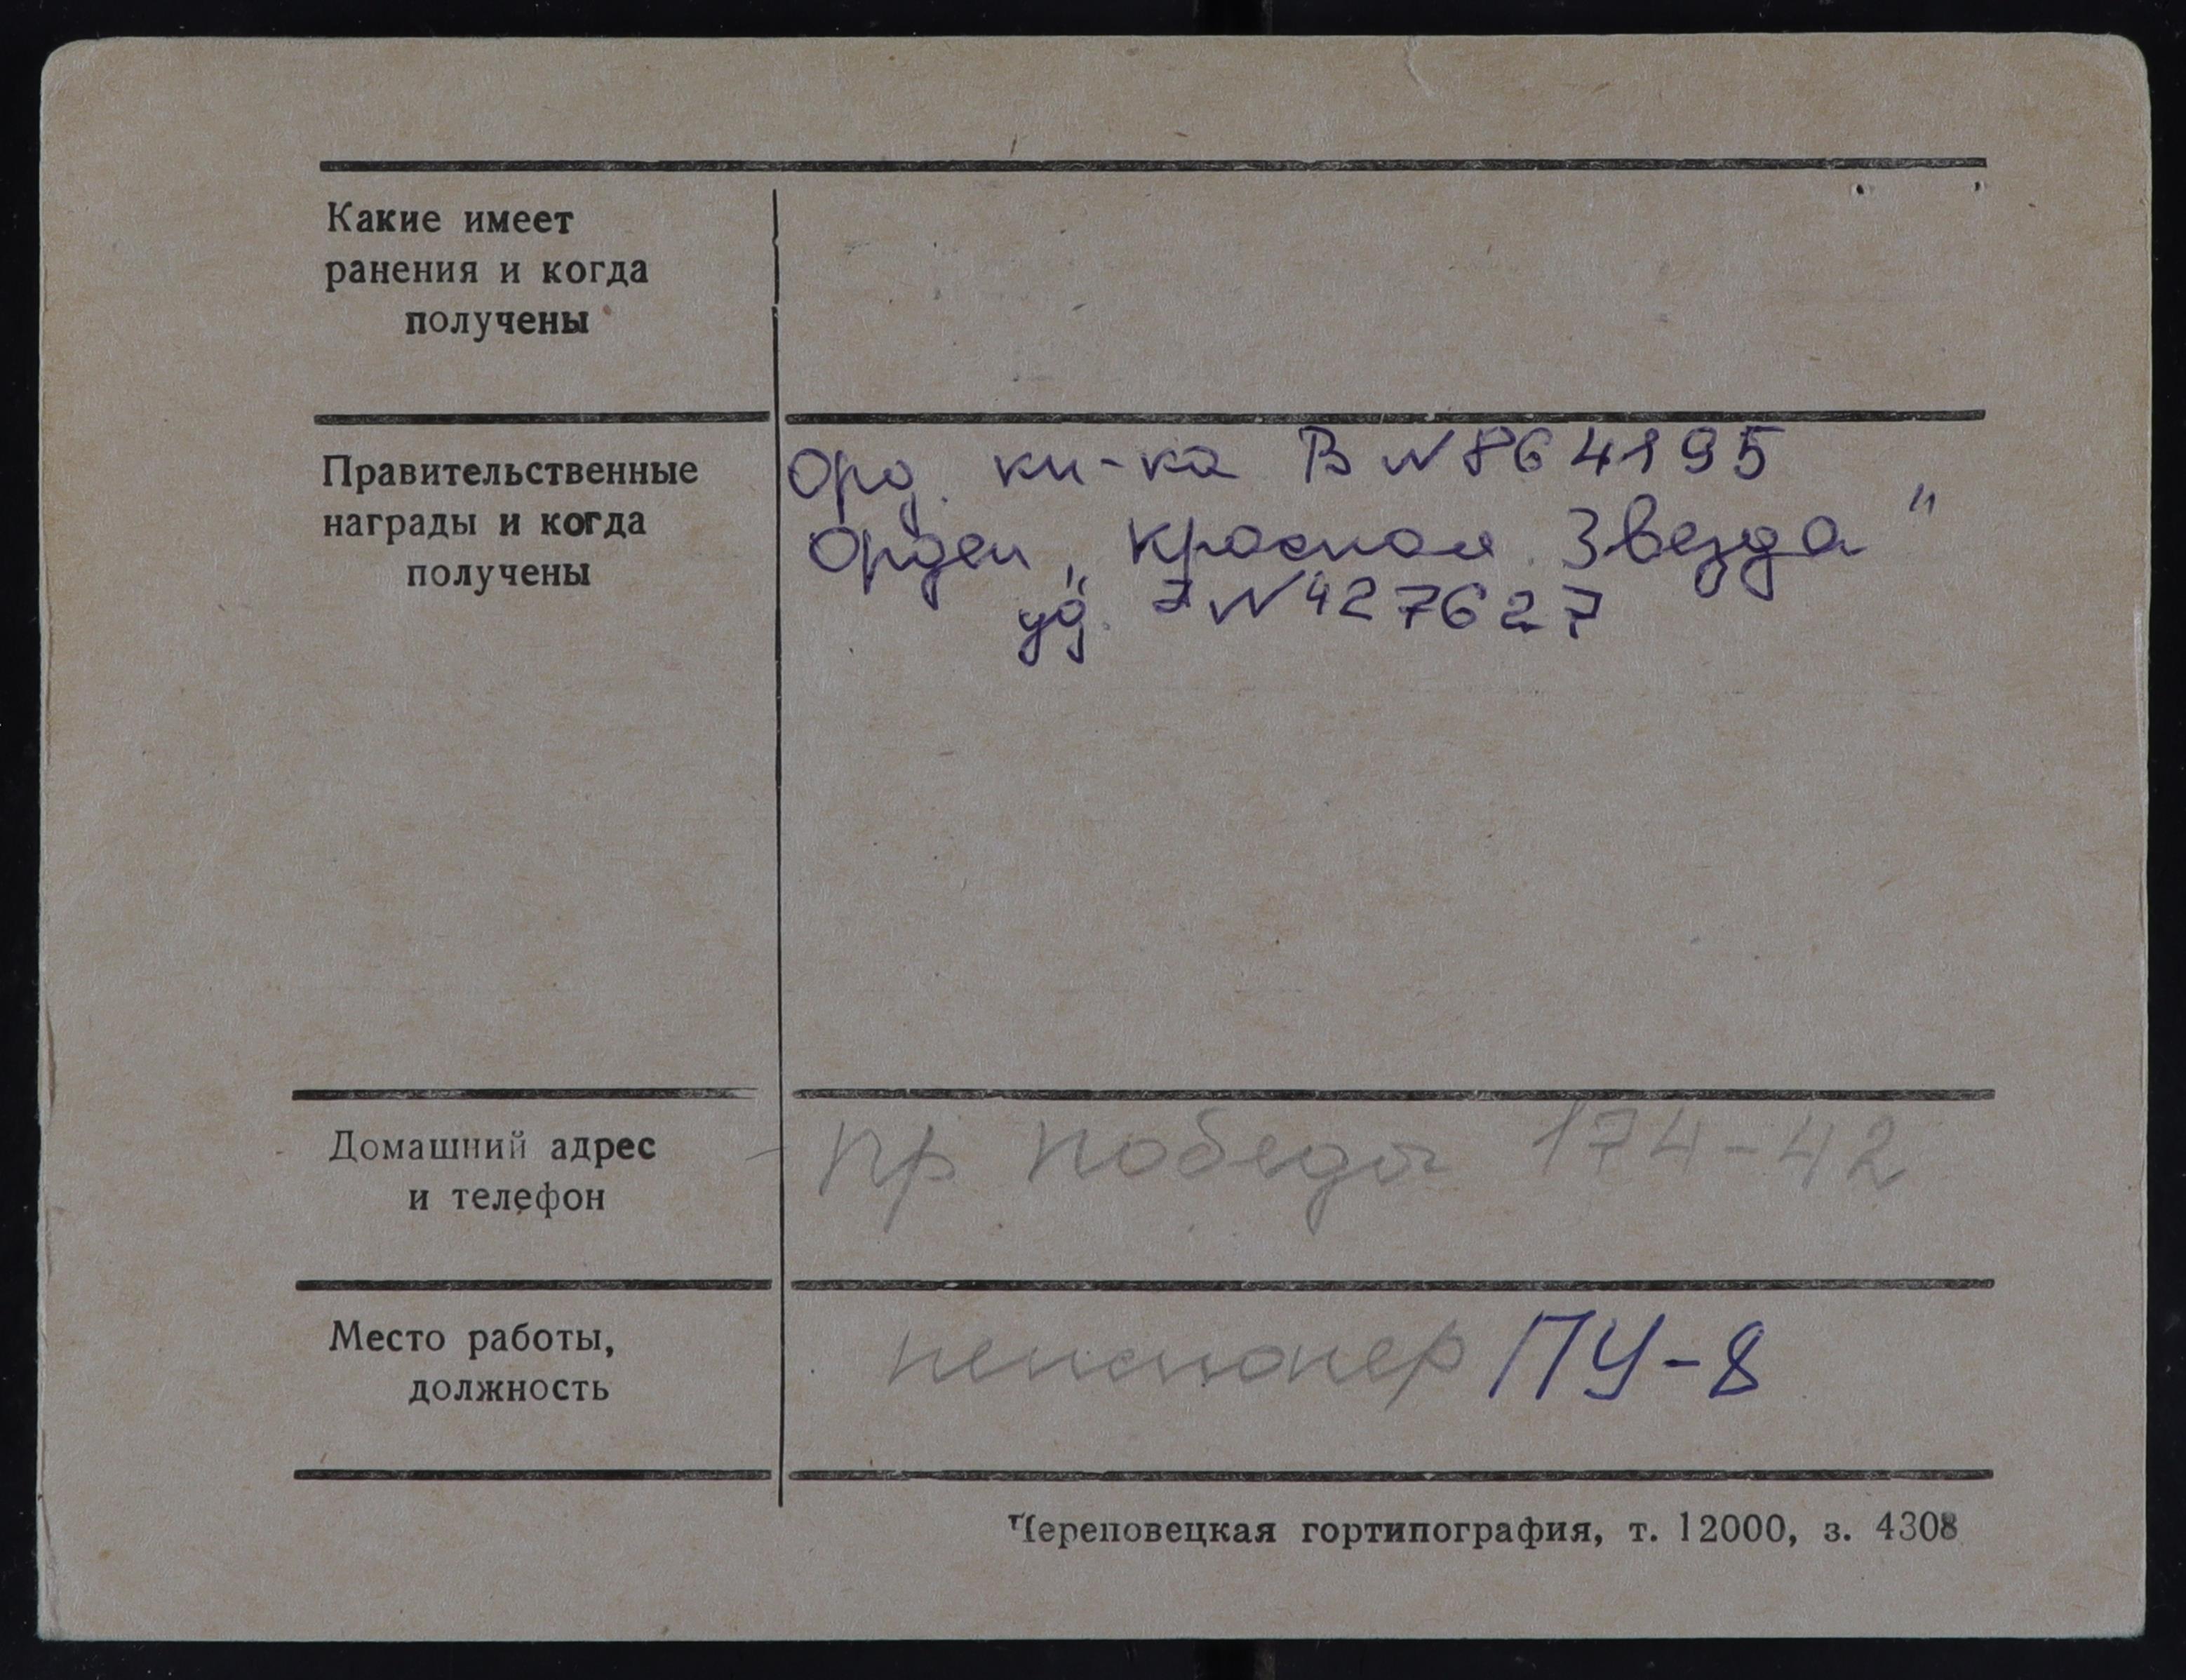 Какие имеет
ранения и когда
получены
Правительственные
награды и когда
получены
Орд. кн-ка В №864195
Орден „Красная Звезда"
уд. Э №427627
Домашний адрес
и телефон
пр Победы 174-42
Место работы,
должность
пенсионер ПУ-8
Череповецкая гортипография, т. 12000, з. 4308